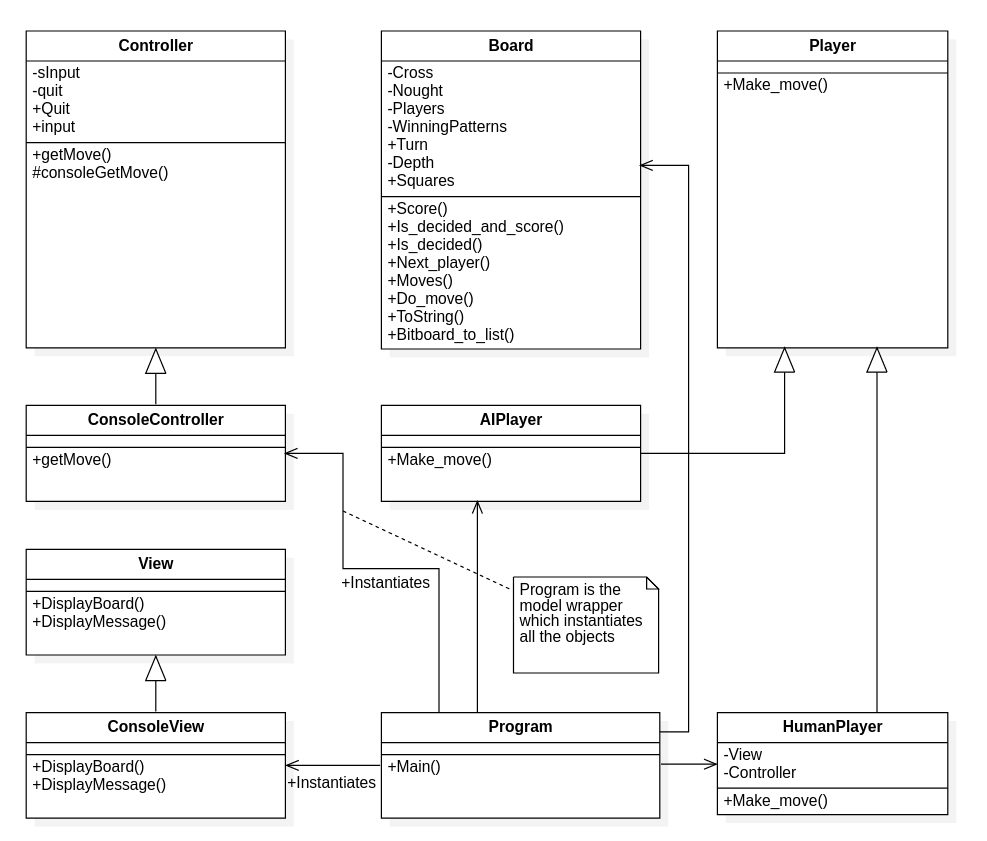 Controller
-sInput
-quit
+Quit
+input
+getMove()
#consoleGetMove()
Board
-Cross
-Nought
-Players
-WinningPatterns
+Turn
-Depth
+Squares
+Score()
+Is_decided_and_score()
+Is_decided()
+Next_player()
+Moves()
+Do_move()
+ToString()
+Bitboard_to_list()
Player
+Make_move()
ConsoleController
+getMove()
AIPlayer
+Make_move()
View
+DisplayBoard()
+DisplayMessage()
+Instantiates
Program is the
model wrapper
which instantiates
all the objects
ConsoleView
+DisplayBoard()
+DisplayMessage()
+Instantiates
Program
+Main()
HumanPlayer
-View
-Controller
+Make_move()